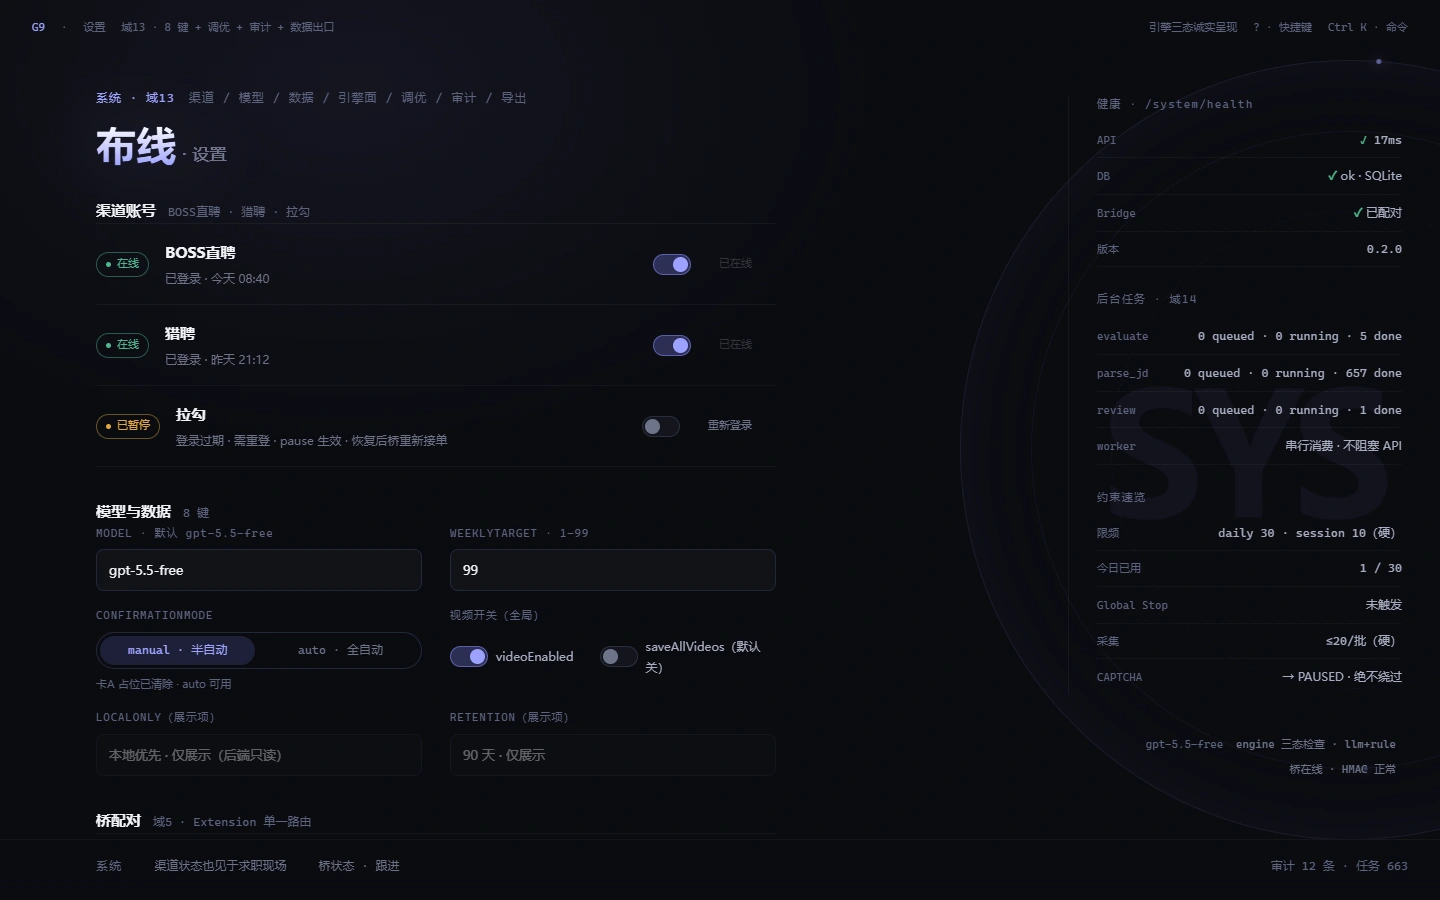 G9 · 设置 域13 · 8 键 + 调优 + 审计 + 数据出口
引擎三态诚实呈现 ? · 快捷键 Ctrl K · 命令
系统 · 域13 渠道 / 模型 / 数据 / 引擎面 / 调优 / 审计 / 导出
布线 · 设置
渠道账号 BOSS直聘 · 猎聘 · 拉勾
在线
BOSS直聘
已登录 · 今天 08:40
已在线
在线
猎聘
已登录 · 昨天 21:12
已在线
已暂停
拉勾
登录过期 · 需重登 · pause 生效 · 恢复后桥重新接单
重新登录
模型与数据 8 键
MODEL · 默认 gpt-5.5-free
gpt-5.5-free
WEEKLYTARGET · 1-99
99
CONFIRMATIONMODE
manual · 半自动
auto · 全自动
卡A 占位已清除 · auto 可用
视频开关 (全局)
videoEnabled
saveAllVideos（默认
关）
LOCALONLY (展示项)
本地优先 · 仅展示（后端只读）
RETENTION (展示项)
90 天 · 仅展示
桥配对 域5 · Extension 单一路由
健康 · /system/health
API ✓ 17ms
DB ✓ ok · SQLite
Bridge ✓ 已配对
版本 0.2.0
后台任务 · 域14
evaluate 0 queued · 0 running · 5 done
parse_jd 0 queued · 0 running · 657 done
review 0 queued · 0 running · 1 done
worker 串行消费 · 不阻塞 API
SYS
约束速览
限频 daily 30 · session 10（硬）
今日已用 1 / 30
Global Stop 未触发
采集 ≤20/批（硬）
CAPTCHA → PAUSED · 绝不绕过
gpt-5.5-free engine 三态检查 · llm+rule
桥在线 · HMAC 正常
系统 渠道状态也见于求职现场 桥状态 · 跟进
审计 12 条 · 任务 663